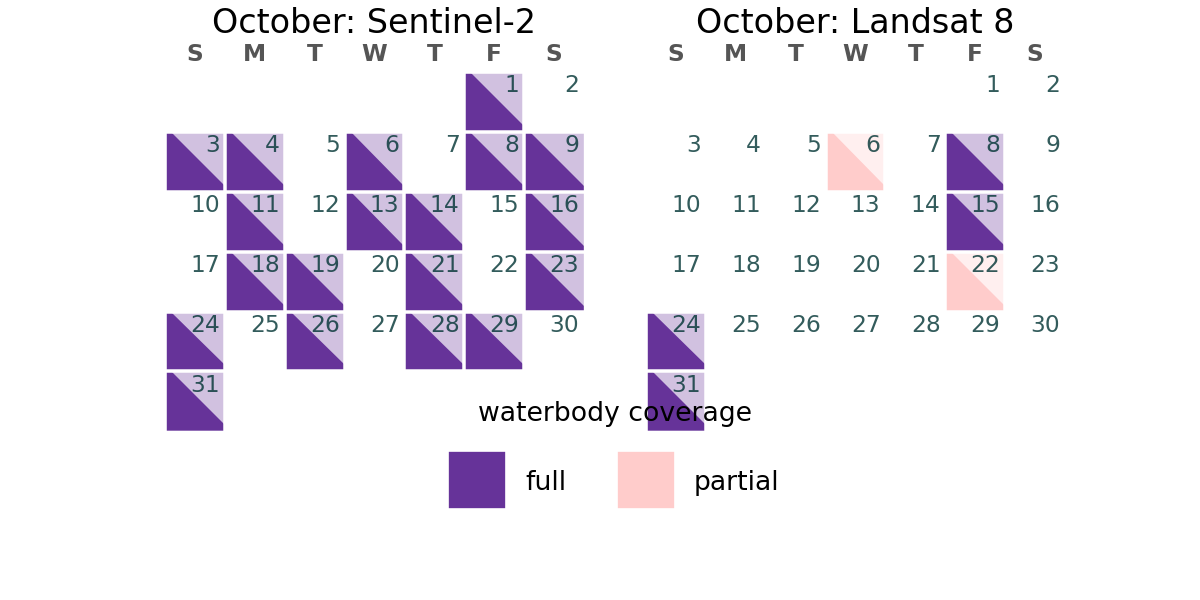 October: Sentinel-2
S M T W T F S
1 2
3 4 5 6 7 8 9
10 11 12 13 14 15 16
17 18 19 20 21 22 23
24 25 26 27 28 29 30
31
October: Landsat 8
S M T W T F S
1 2
3 4 5 6 7 8 9
10 11 12 13 14 15 16
17 18 19 20 21 22 23
24 25 26 27 28 29 30
31
waterbody coverage
full
partial